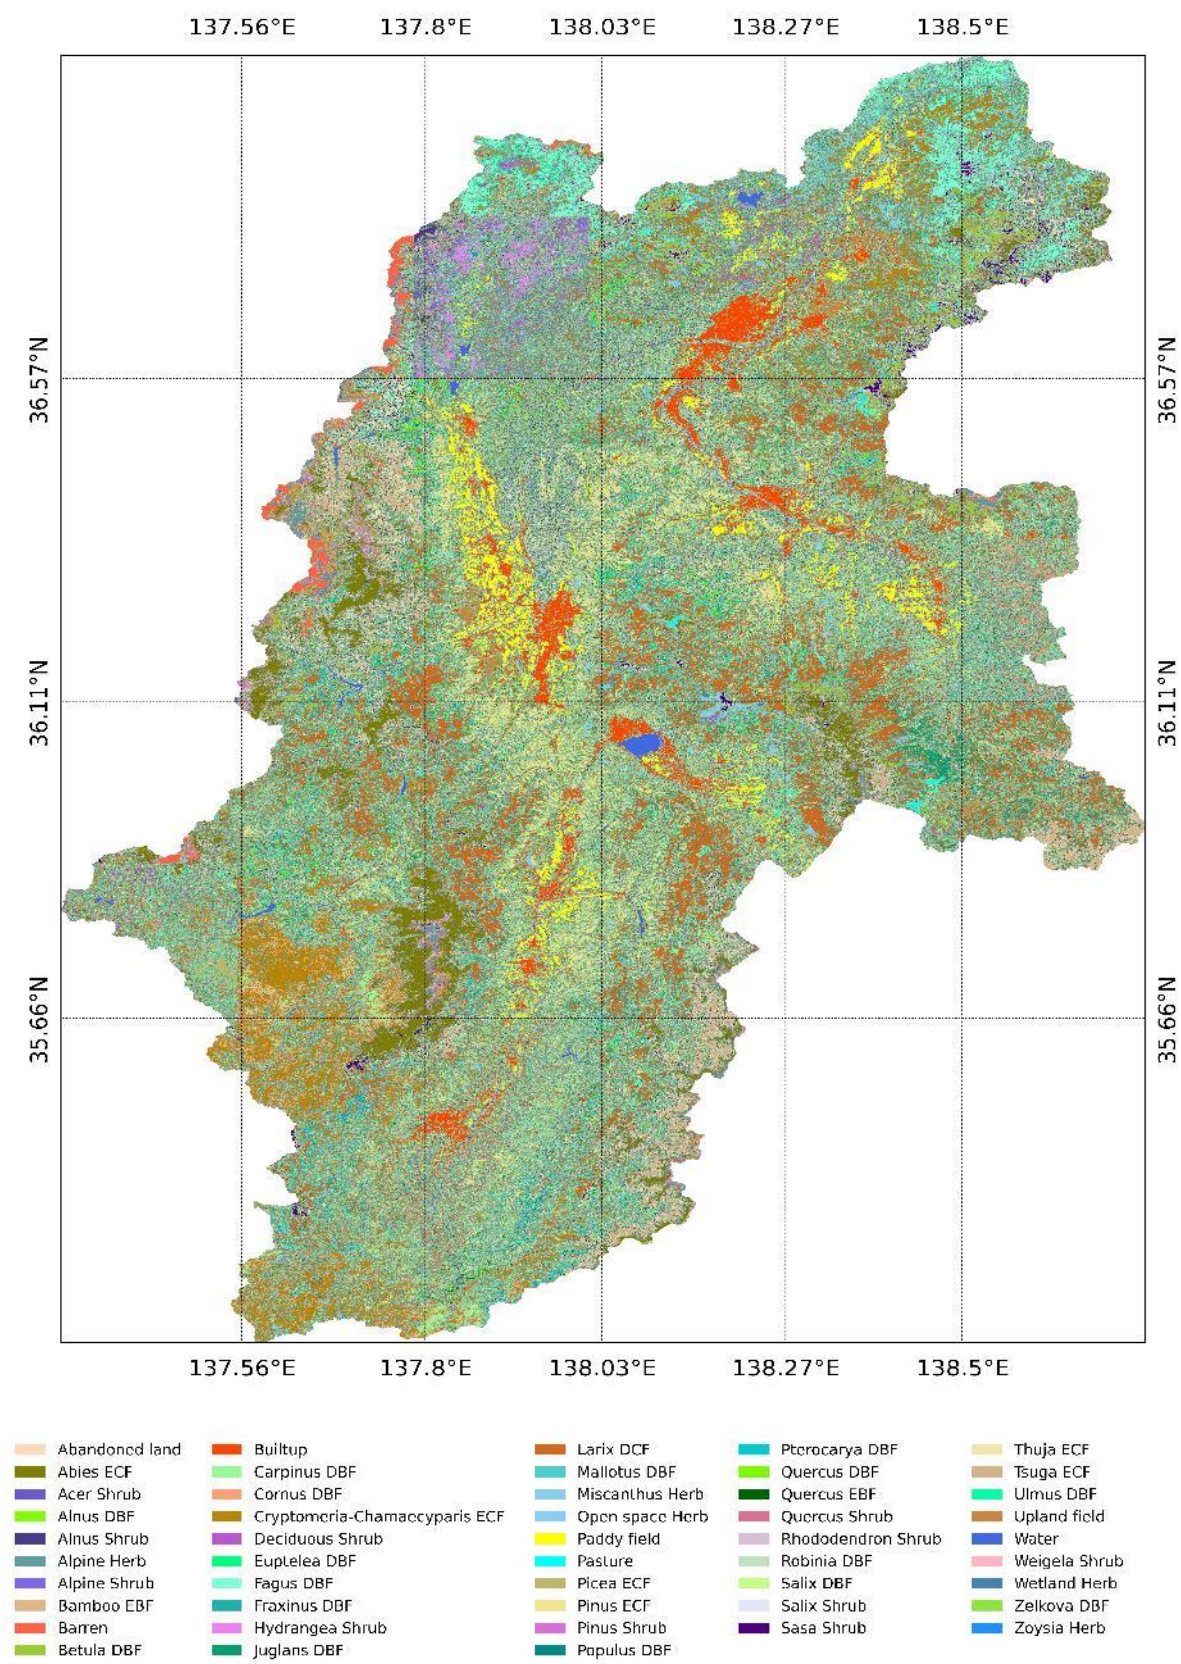 137.56°E 137.8°E 138.03°E 138.27°E 138.5°E
36.57°N 36.57°N
36.11°N 36.11°N
35.66°N 35.66°N
137.56°E 137.8°E 138.03°E 138.27°E 138.5°E
Abandoned land Builtup Larix DCF Pterocarya DBF Thuja ECF
Abies ECF Carpinus DBF Mallotus DBF Quercus DBF Tsuga ECF
Acer Shrub Cornus DBF Miscanthus Herb Quercus EBF Ulmus DBF
Alnus DBF Cryptomeria-Chamaecyparis ECF Open space Herb Quercus Shrub Upland field
Alnus Shrub Deciduous Shrub Paddy field Rhododendron Shrub Water
Alpine Herb Euptelea DBF Pasture Robinia DBF Weigela Shrub
Alpine Shrub Fagus DBF Picea ECF Salix DBF Wetland Herb
Bamboo EBF Fraxinus DBF Pinus ECF Salix Shrub Zelkova DBF
Barren Hydrangea Shrub Pinus Shrub Sasa Shrub Zoysia Herb
Betula DBF Juglans DBF Populus DBF